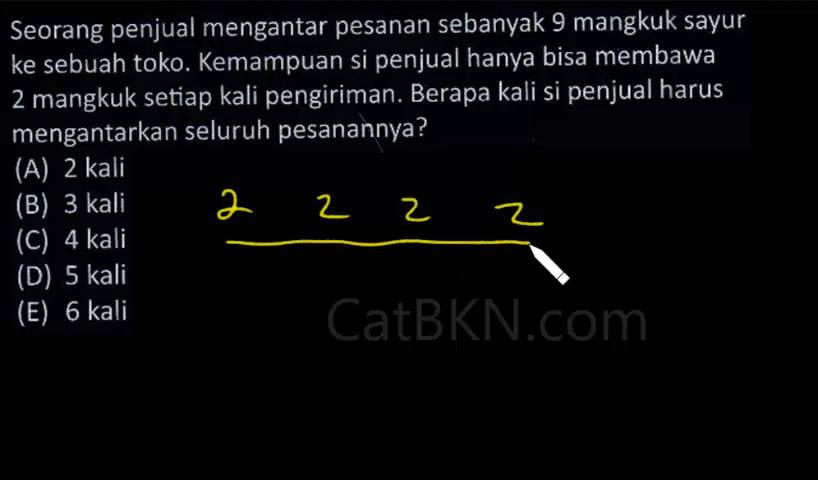 Seorang penjual mengantar pesanan sebanyak 9 mangkuk sayur
ke sebuah toko. Kemampuan si penjual hanya bisa membawa
2 mangkuk setiap kali pengiriman. Berapa kali si penjual harus
mengantarkan seluruh pesanannya?
(A) 2 kali
(B) 3 kali
(C) 4 kali
(D) 5 kali
(E) 6 kali
2 2 2 2
CatBKN.com